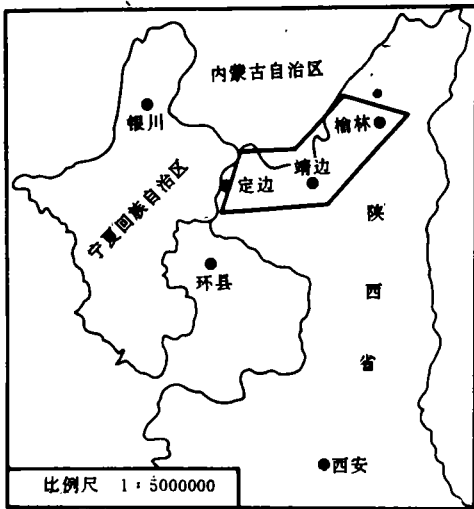 内蒙古自治区
银川
榆林
靖边
定边
宁夏回族自治区
陕西省
环县
西安
比例尺 1：5000000